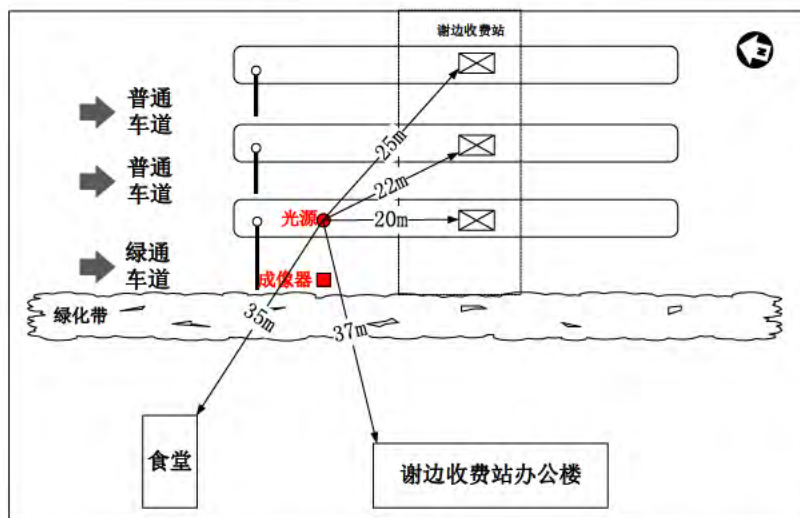 谢边收费站
N
普通
车道
25m
普通
车道
22m
光源
20m
绿通
车道
成像器
绿化带
35m
37m
食堂
谢边收费站办公楼